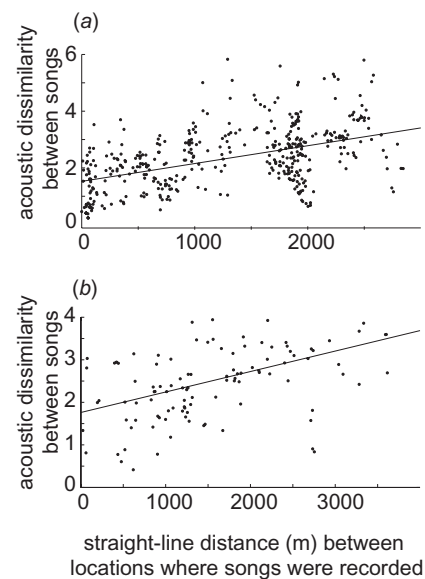 (a)
acoustic dissimilarity
between songs
6
4
2
0
0
1000
2000
(b)
acoustic dissimilarity
between songs
4
3
2
1
0
0
1000
2000
3000
straight-line distance (m) between
locations where songs were recorded